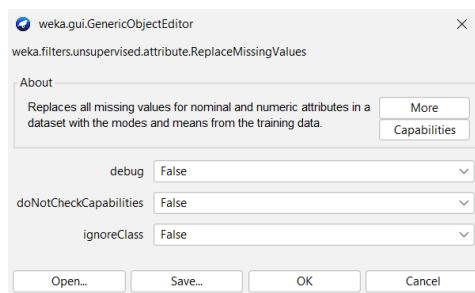 weka.gui.GenericObjectEditor
weka.filters.unsupervised.attribute.ReplaceMissingValues
About
Replaces all missing values for nominal and numeric attributes in a
dataset with the modes and means from the training data.
More
Capabilities
debug False
doNotCheckCapabilities False
ignoreClass False
Open... Save... OK Cancel